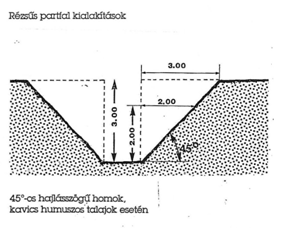 Rézsűs partfal kialakítások
3.00
3.00
2.00
2.00
45°
45°-os hajlásszögű homok,
kavics humuszos talajok esetén